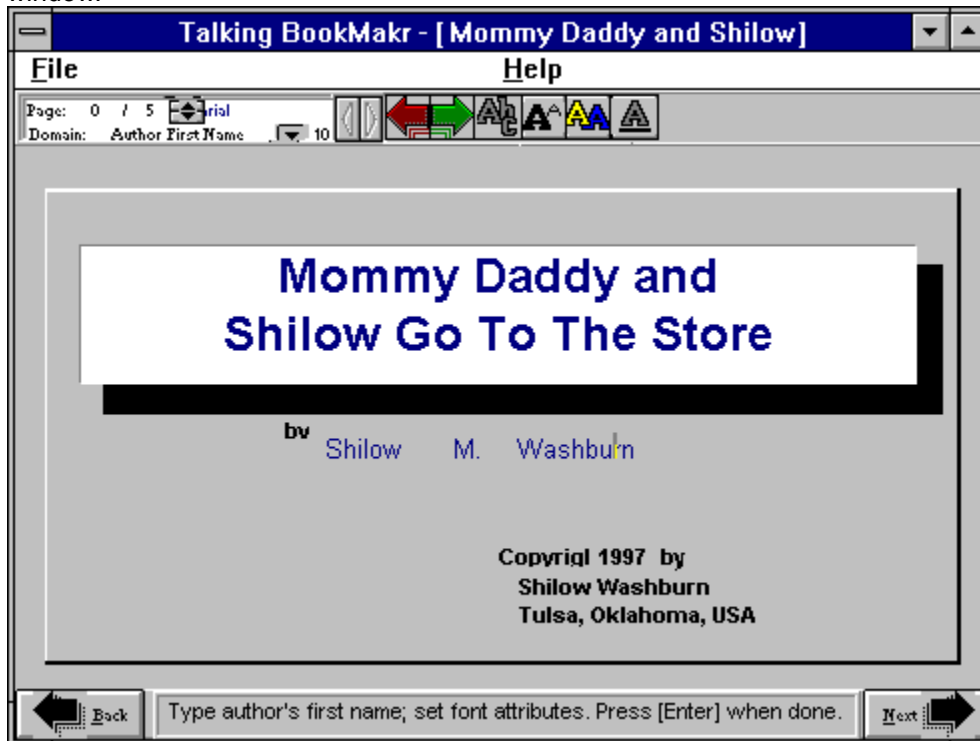 Talking BookMakr - [Mommy Daddy and Shilow]
File Help
Page: 0 / 5 rial
Domain: Author First Name 10
Mommy Daddy and
Shilow Go To The Store
by
Shilow M. Washburn
Copyrigl 1997 by
Shilow Washburn
Tulsa, Oklahoma, USA
Back Type author's first name; set font attributes. Press [Enter] when done. Next